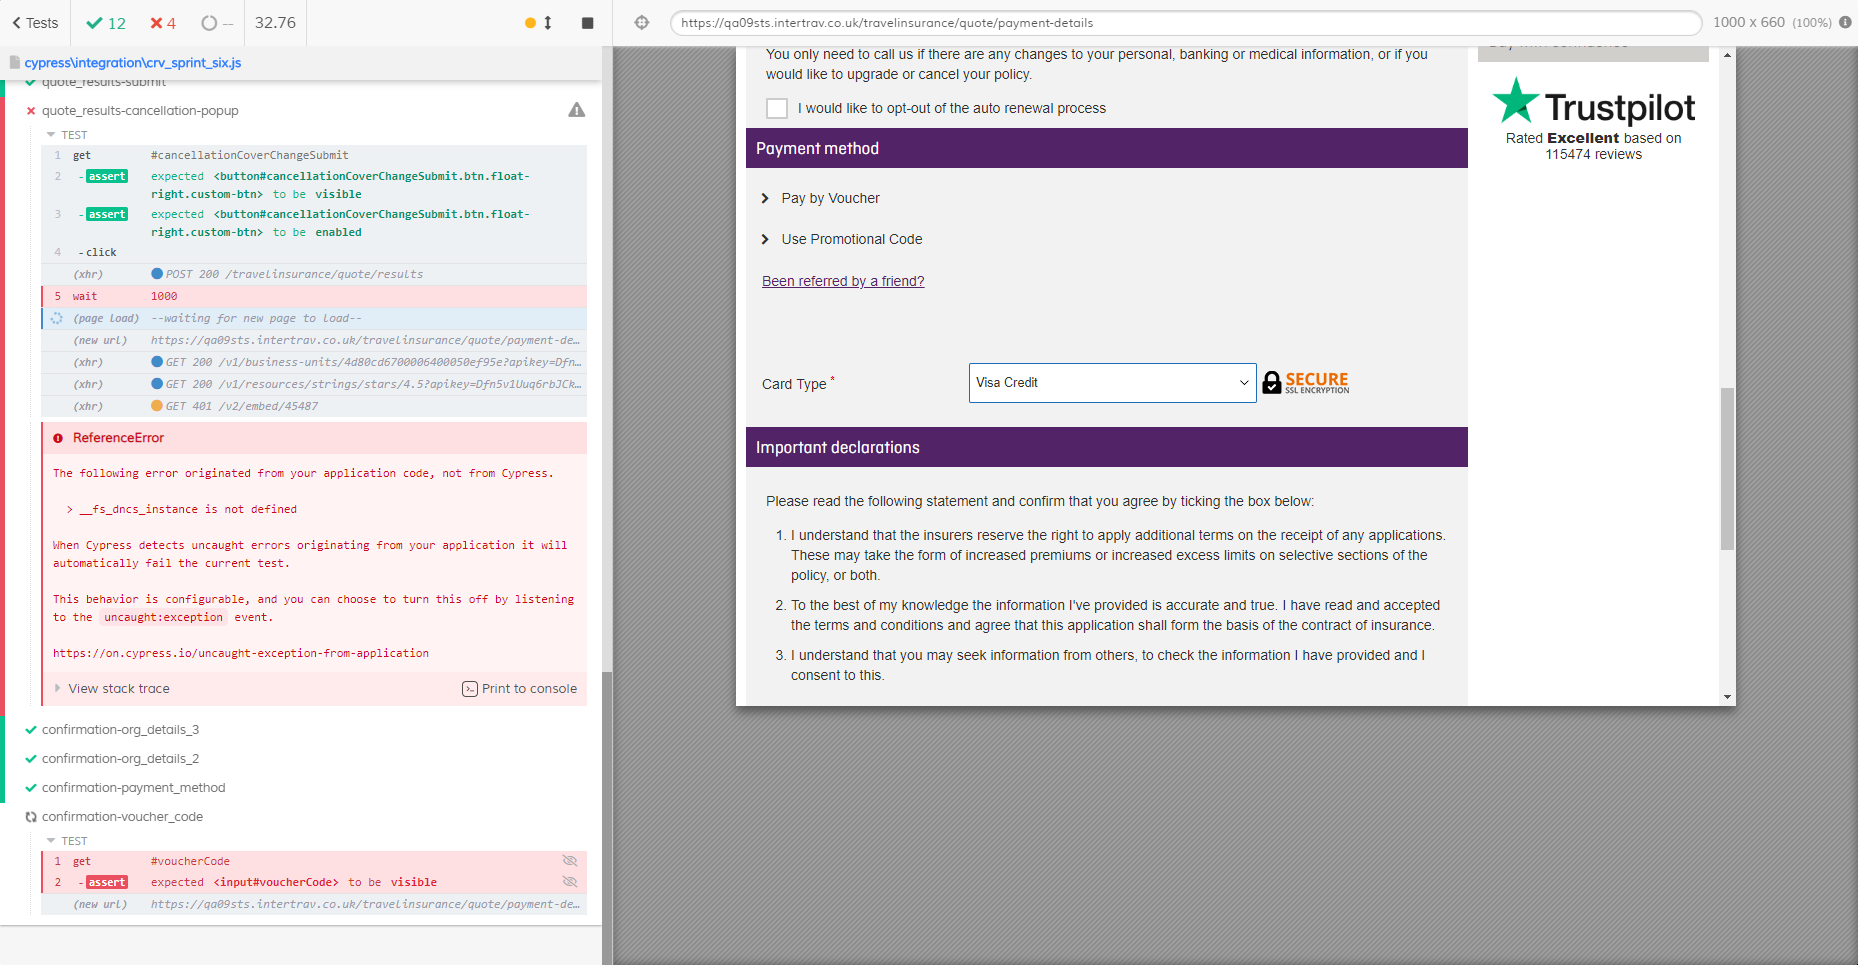 Tests
12
4
--
32.76
https://qa09sts.intertrav.co.uk/travelinsurance/quote/payment-details
1000 x 660 (100%)
cypress\integration\crv_sprint_six.js
quote_results-submit
quote_results-cancellation-popup
TEST
1 get #cancellationCoverChangeSubmit
2 -assert expected <button#cancellationCoverChangeSubmit.btn.float-
right.custom-btn> to be visible
3 -assert expected <button#cancellationCoverChangeSubmit.btn.float-
right.custom-btn> to be enabled
4 -click
(xhr) POST 200 /travelinsurance/quote/results
5 wait 1000
(page load) --waiting for new page to load--
(new url) https://qa09sts.intertrav.co.uk/travelinsurance/quote/payment-de...
(xhr) GET 200 /v1/business-units/4d80cd6700006400050ef95e?apikey=Dfn...
(xhr) GET 200 /v1/resources/strings/stars/4.5?apikey=Dfn5v1Uuq6rbJCk...
(xhr) GET 401 /v2/embed/45487
ReferenceError
The following error originated from your application code, not from Cypress.
> __fs_dncs_instance is not defined
When Cypress detects uncaught errors originating from your application it will
automatically fail the current test.
This behavior is configurable, and you can choose to turn this off by listening
to the uncaught:exception event.
https://on.cypress.io/uncaught-exception-from-application
View stack trace
Print to console
confirmation-org_details_3
confirmation-org_details_2
confirmation-payment_method
confirmation-voucher_code
TEST
1 get #voucherCode
2 -assert expected <input#voucherCode> to be visible
(new url) https://qa09sts.intertrav.co.uk/travelinsurance/quote/payment-de...
You only need to call us if there are any changes to your personal, banking or medical information, or if you
would like to upgrade or cancel your policy.
I would like to opt-out of the auto renewal process
Payment method
Pay by Voucher
Use Promotional Code
Been referred by a friend?
Card Type *
Visa Credit
SECURE
SSL ENCRYPTION
Important declarations
Please read the following statement and confirm that you agree by ticking the box below:
1. I understand that the insurers reserve the right to apply additional terms on the receipt of any applications.
These may take the form of increased premiums or increased excess limits on selective sections of the
policy, or both.
2. To the best of my knowledge the information I've provided is accurate and true. I have read and accepted
the terms and conditions and agree that this application shall form the basis of the contract of insurance.
3. I understand that you may seek information from others, to check the information I have provided and I
consent to this.
Buy with confidence
Trustpilot
Rated Excellent based on
115474 reviews